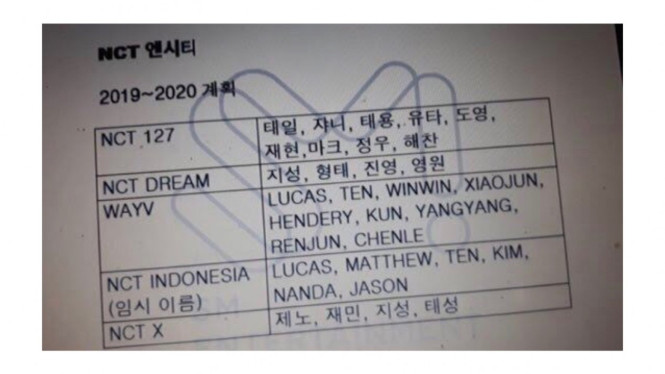 NCT 엔시티
2019~2020 계획
NCT 127
태일, 쟈니, 태용, 유타, 도영,
재현,마크, 정우, 해찬
NCT DREAM
지성, 형태, 진영, 영원
WAYV
LUCAS, TEN, WINWIN, XIAOJUN,
HENDERY, KUN, YANGYANG,
RENJUN, CHENLE
NCT INDONESIA
(임시 이름)
LUCAS, MATTHEW, TEN, KIM,
NANDA, JASON
NCT X
제노, 재민, 지성, 태성
SM
ENTERTAINMENT